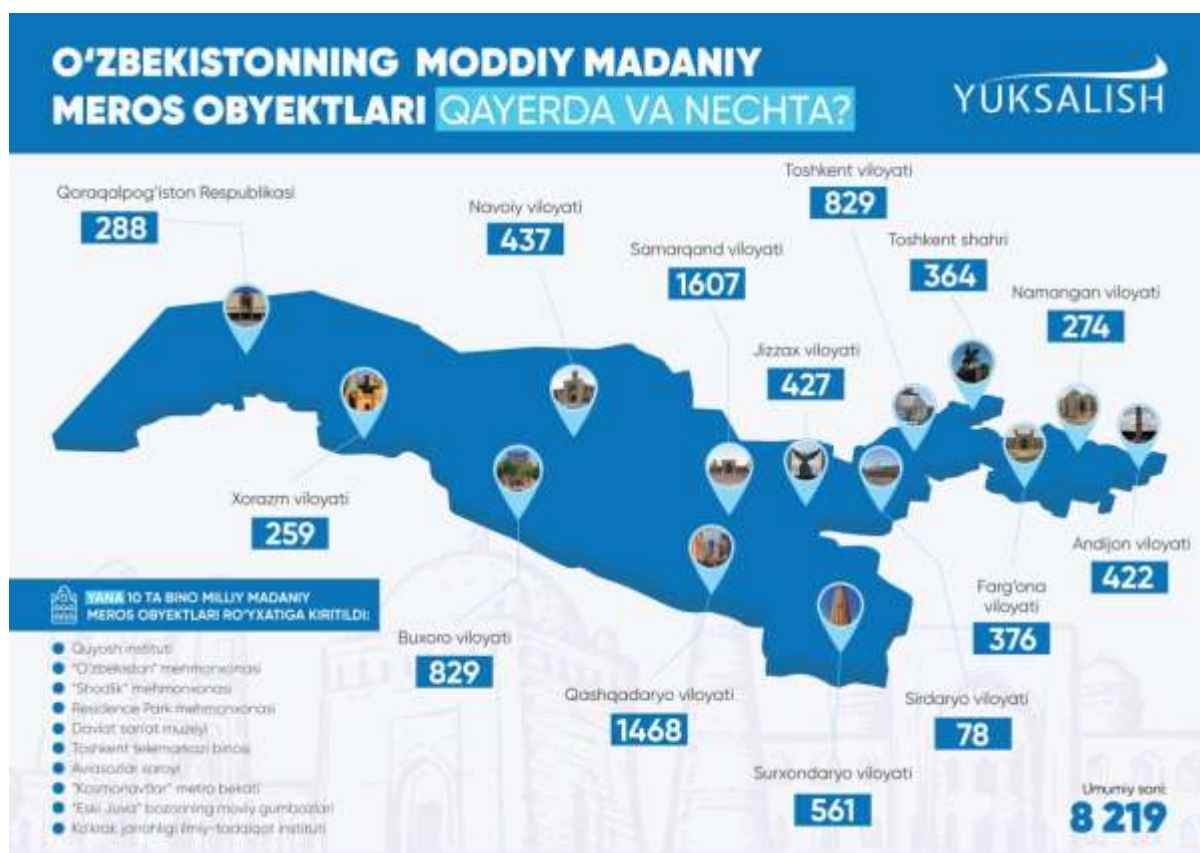 O‘ZBEKISTONNING MODDIY MADANIY
MEROS OBYEKTLARI QAYERDA VA NECHTA?
YUKSALISH
Qoraqalpog‘iston Respublikasi
288
Navoiy viloyati
437
Samarqand viloyati
1607
Toshkent viloyati
829
Toshkent shahri
364
Namangan viloyati
274
Jizzax viloyati
427
Xorazm viloyati
259
Andijon viloyati
422
Farg‘ona
viloyati
376
Buxoro viloyati
829
Qashqadaryo viloyati
1468
Sirdaryo viloyati
78
Surxondaryo viloyati
561
YANA 10 TA BINO MILLIY MADANIY
MEROS OBYEKTLARI RO‘YXATIGA KIRITILDI:
Quyosh instituti
"O‘zbekiston" mehmonxonasi
"Shodlik" mehmonxonasi
Residence Park mehmonxonasi
Davlat san'at muzeyi
Toshkent telemarkazi binosi
Aviasozlar saroyi
"Kosmonavtlar" metro bekati
"Eski Juva" bozorining moviy gumbazlari
Ko‘krak jarrohligi ilmiy-tadqiqot instituti
Umumiy soni:
8 219